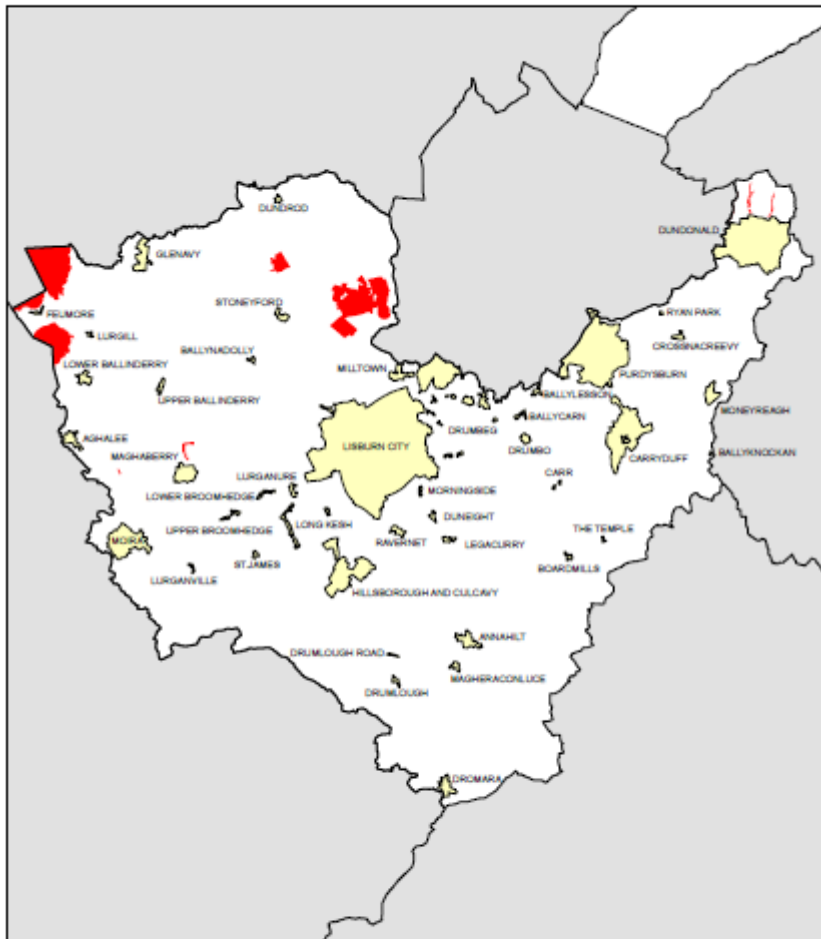 DUNDROD
DUNDONALD
GLENAVY
STONEYFORD
FEUMORE
RYAN PARK
LURGILL
CROSSNACREEVY
BALLYNADOLLY
LOWER BALLINDERRY
MILLTOWN
PURDYSBURN
UPPER BALLINDERRY
BALLYLESSON
MONEYREAGH
BALLYCARN
DRUMBEG
AGHALEE
LISBURN CITY
DRUMBO
MAGHABERRY
CARRYDUFF
BALLYKNOCKAN
LURGANURE
CARR
LOWER BROOMHEDGE
MORNINGSIDE
DUNEIGHT
LONG KESH
UPPER BROOMHEDGE
THE TEMPLE
MOIRA
RAVERNET
LEGACURRY
ST.JAMES
BOARDMILLS
LURGANVILLE
HILLSBOROUGH AND CULCAVY
ANNAHILT
DRUMLOUGH ROAD
MAGHERACONLUCE
DRUMLOUGH
DROMARA